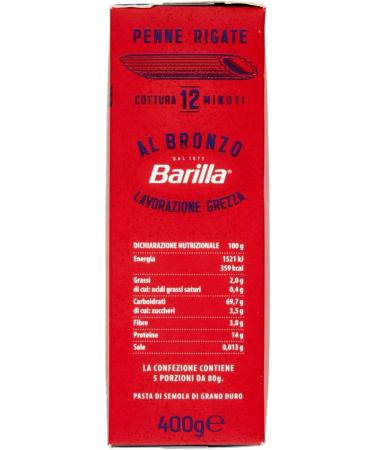 PENNE RIGATE
COTTURA 12 MINUTI
AL BRONZO
DAL 1877
Barilla®
LAVORAZIONE GREZZA
DICHIARAZIONE NUTRIZIONALE 100 g
Energia 1521 kJ
359 kcal
Grassi 2,0 g
di cui: acidi grassi saturi 0,4 g
Carboidrati 69,7 g
di cui: zuccheri 3,5 g
Fibre 3,0 g
Proteine 14 g
Sale 0,013 g
LA CONFEZIONE CONTIENE
5 PORZIONI DA 80g.
PASTA DI SEMOLA DI GRANO DURO
400g℮